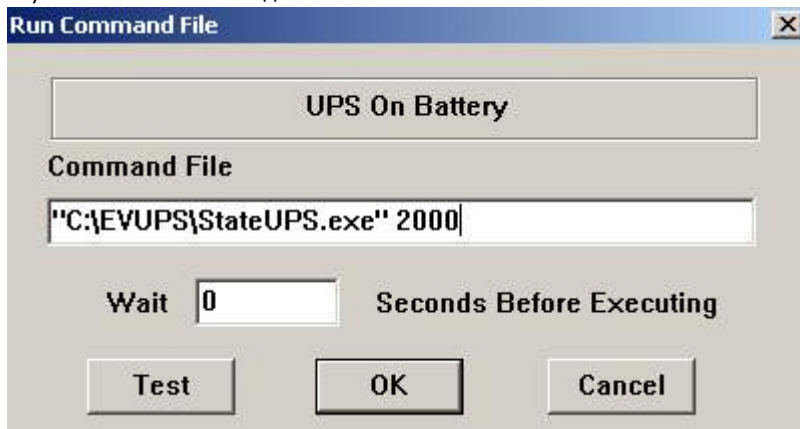 Run Command File
UPS On Battery
Command File
"C:\EVUPS\StateUPS.exe" 2000
Wait 0 Seconds Before Executing
Test OK Cancel